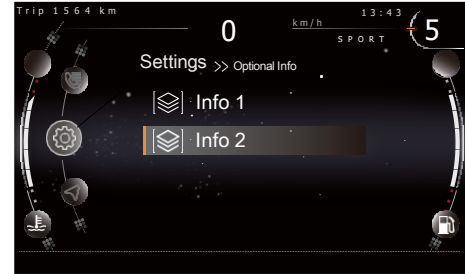 Trip 1564 km
0
km/h
13:43
SPORT
5
Settings >> Optional Info
Info 1
Info 2